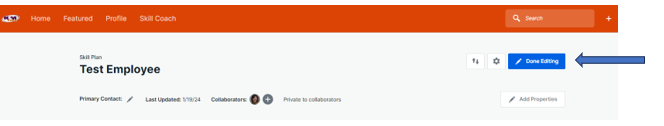 Home Featured Profile Skill Coach Search +
Skill Plan
Test Employee
Done Editing
Primary Contact: Last Updated: 1/19/24 Collaborators: Private to collaborators
Add Properties